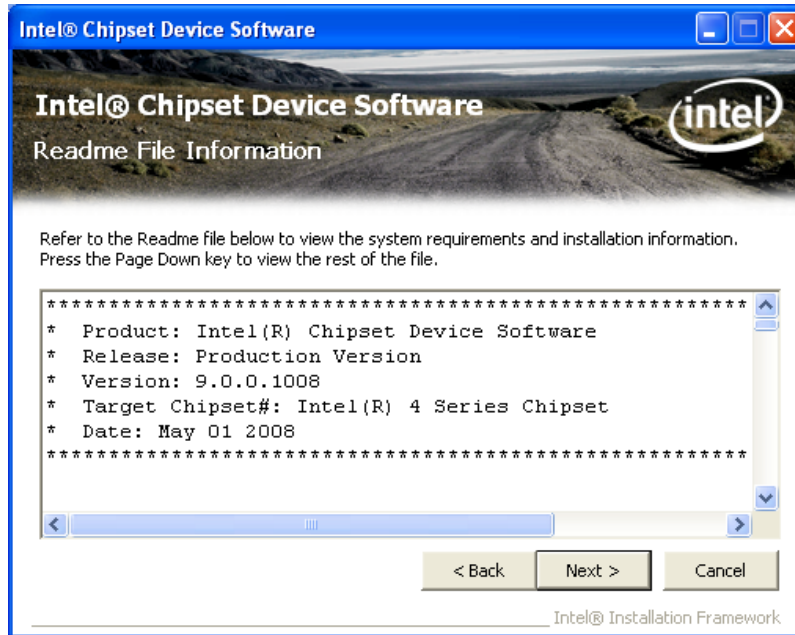 Intel® Chipset Device Software
Intel® Chipset Device Software
intel
Readme File Information
Refer to the Readme file below to view the system requirements and installation information.
Press the Page Down key to view the rest of the file.
********************************************************
*  Product: Intel(R) Chipset Device Software
*  Release: Production Version
*  Version: 9.0.0.1008
*  Target Chipset#: Intel(R) 4 Series Chipset
*  Date: May 01 2008
********************************************************
< Back
Next >
Cancel
Intel® Installation Framework